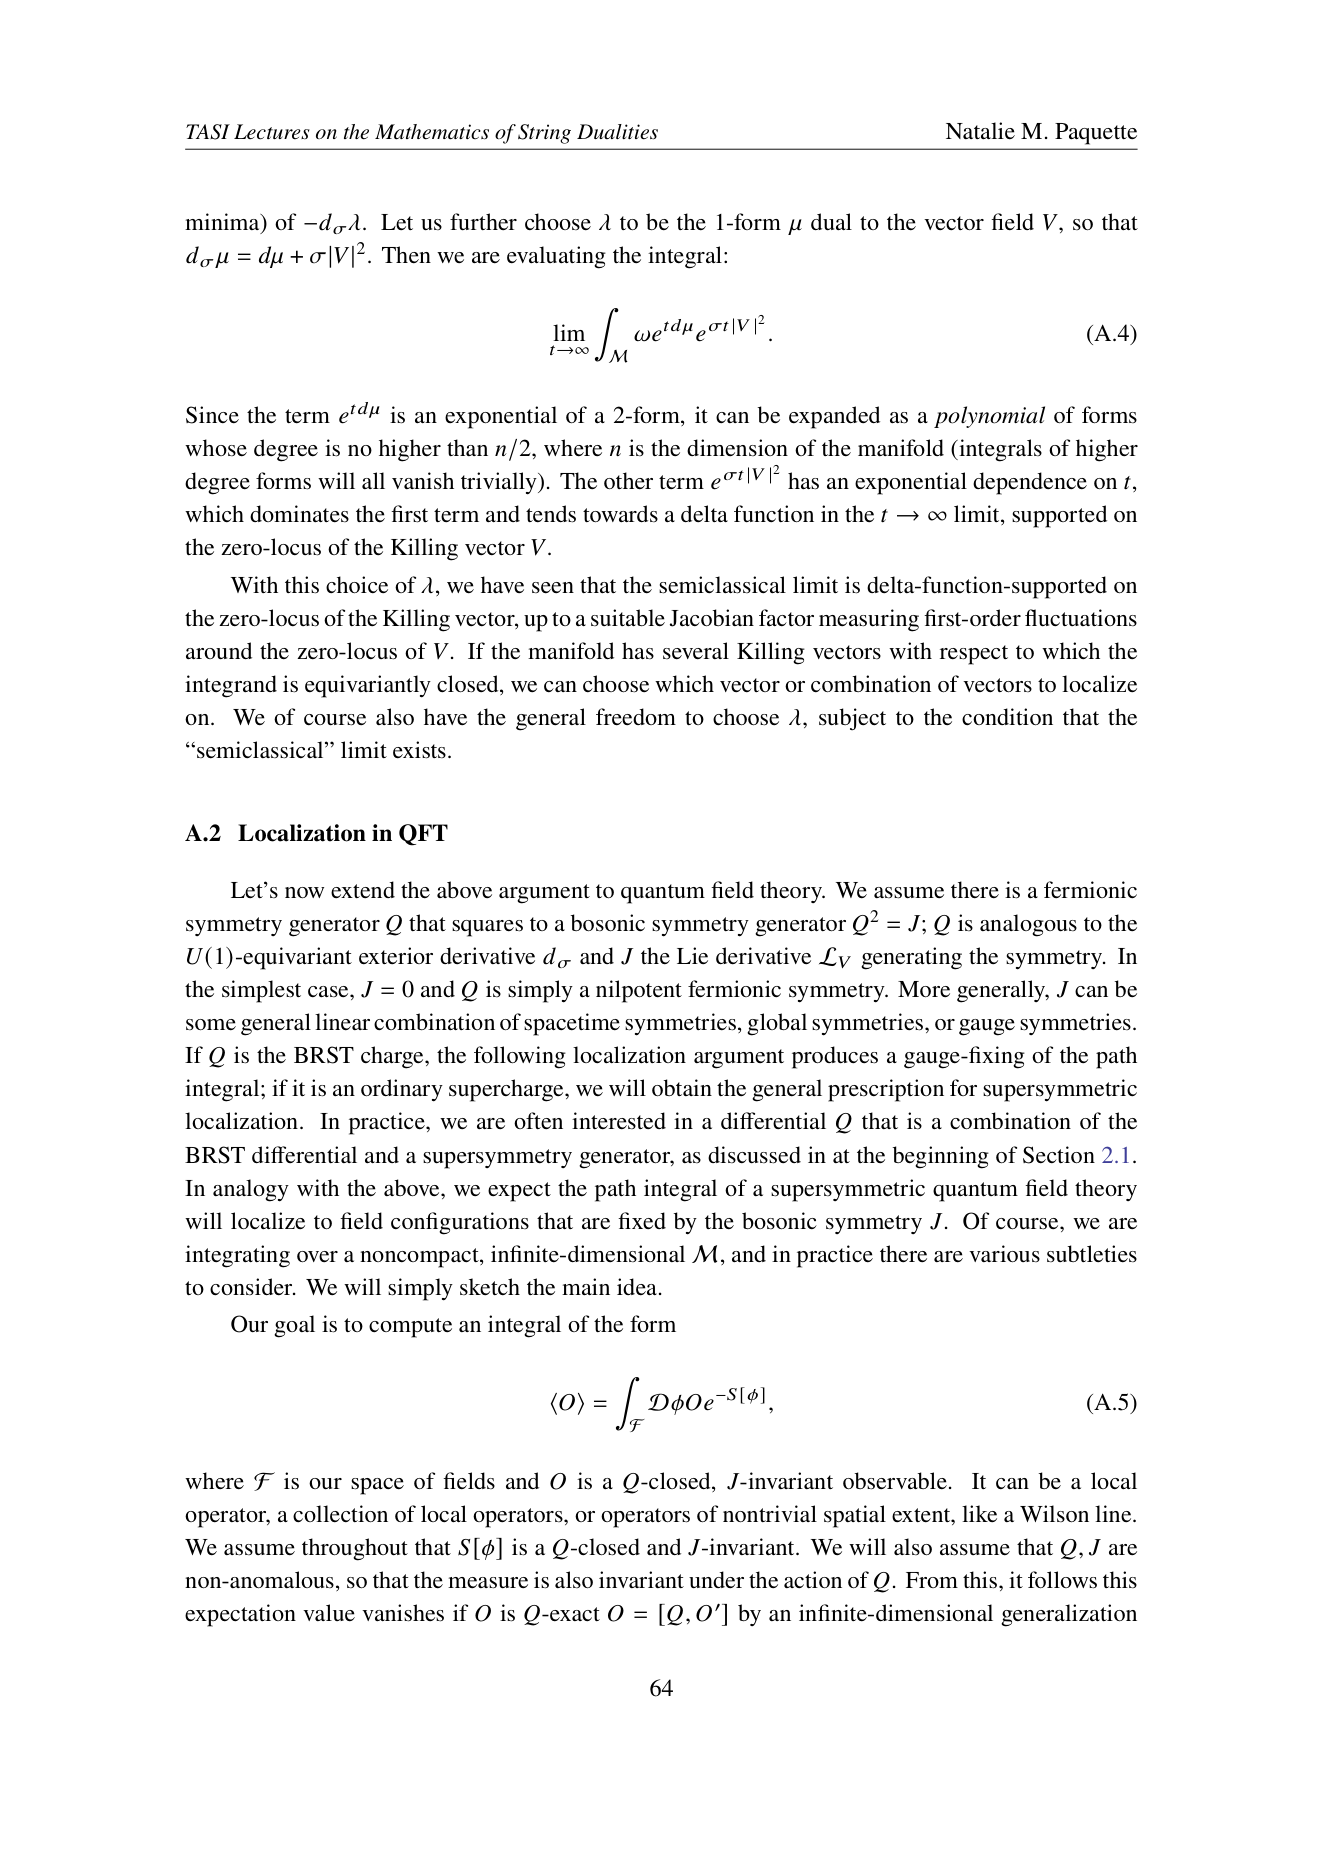 TASI Lectures on the Mathematics of String Dualities Natalie M. Paquette
minima) of −d_σλ. Let us further choose λ to be the 1-form μ dual to the vector field V, so that
d_σμ = dμ + σ|V|². Then we are evaluating the integral:
lim_{t→∞} ∫_ℳ ωe^{tdμ}e^{σt|V|²}. (A.4)
Since the term e^{tdμ} is an exponential of a 2-form, it can be expanded as a polynomial of forms
whose degree is no higher than n/2, where n is the dimension of the manifold (integrals of higher
degree forms will all vanish trivially). The other term e^{σt|V|²} has an exponential dependence on t,
which dominates the first term and tends towards a delta function in the t → ∞ limit, supported on
the zero-locus of the Killing vector V.
With this choice of λ, we have seen that the semiclassical limit is delta-function-supported on
the zero-locus of the Killing vector, up to a suitable Jacobian factor measuring first-order fluctuations
around the zero-locus of V. If the manifold has several Killing vectors with respect to which the
integrand is equivariantly closed, we can choose which vector or combination of vectors to localize
on. We of course also have the general freedom to choose λ, subject to the condition that the
“semiclassical” limit exists.
A.2 Localization in QFT
Let’s now extend the above argument to quantum field theory. We assume there is a fermionic
symmetry generator Q that squares to a bosonic symmetry generator Q² = J; Q is analogous to the
U(1)-equivariant exterior derivative d_σ and J the Lie derivative ℒ_V generating the symmetry. In
the simplest case, J = 0 and Q is simply a nilpotent fermionic symmetry. More generally, J can be
some general linear combination of spacetime symmetries, global symmetries, or gauge symmetries.
If Q is the BRST charge, the following localization argument produces a gauge-fixing of the path
integral; if it is an ordinary supercharge, we will obtain the general prescription for supersymmetric
localization. In practice, we are often interested in a differential Q that is a combination of the
BRST differential and a supersymmetry generator, as discussed in at the beginning of Section 2.1.
In analogy with the above, we expect the path integral of a supersymmetric quantum field theory
will localize to field configurations that are fixed by the bosonic symmetry J. Of course, we are
integrating over a noncompact, infinite-dimensional ℳ, and in practice there are various subtleties
to consider. We will simply sketch the main idea.
Our goal is to compute an integral of the form
⟨O⟩ = ∫_ℱ 𝒟ϕOe^{−S[ϕ]}, (A.5)
where ℱ is our space of fields and O is a Q-closed, J-invariant observable. It can be a local
operator, a collection of local operators, or operators of nontrivial spatial extent, like a Wilson line.
We assume throughout that S[ϕ] is a Q-closed and J-invariant. We will also assume that Q, J are
non-anomalous, so that the measure is also invariant under the action of Q. From this, it follows this
expectation value vanishes if O is Q-exact O = [Q, O′] by an infinite-dimensional generalization
64